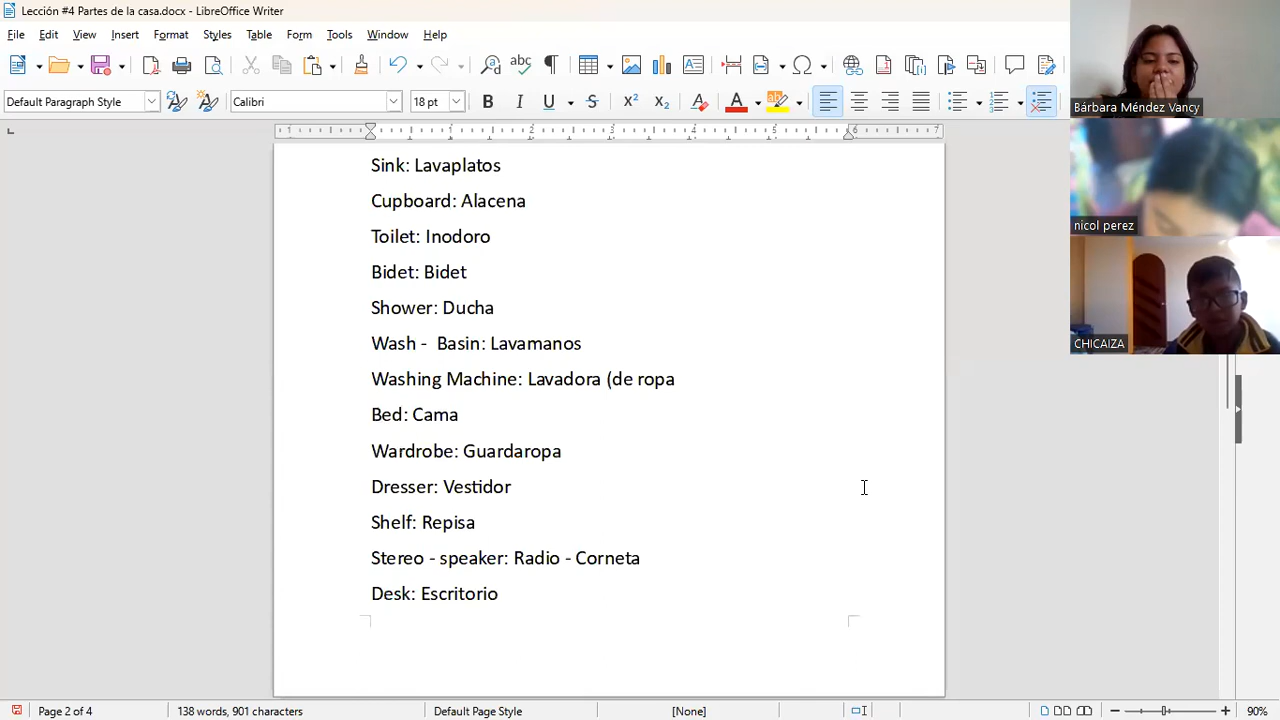 Lección #4 Partes de la casa.docx - LibreOffice Writer
File Edit View Insert Format Styles Table Form Tools Window Help
Default Paragraph Style Calibri 18 pt
Sink: Lavaplatos
Cupboard: Alacena
Toilet: Inodoro
Bidet: Bidet
Shower: Ducha
Wash -  Basin: Lavamanos
Washing Machine: Lavadora (de ropa
Bed: Cama
Wardrobe: Guardaropa
Dresser: Vestidor
Shelf: Repisa
Stereo - speaker: Radio - Corneta
Desk: Escritorio
Bárbara Méndez Vancy
nicol perez
CHICAIZA
Page 2 of 4 138 words, 901 characters Default Page Style [None] 90%